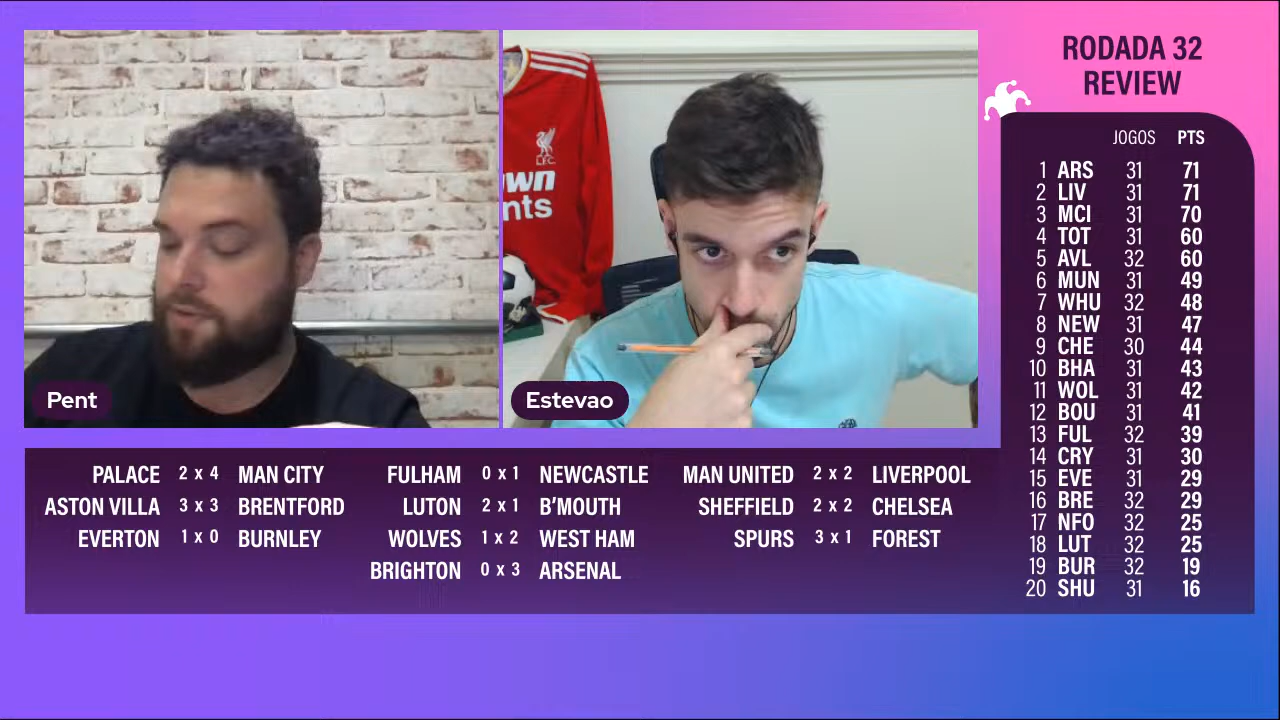 RODADA 32
REVIEW
L.F.C.
wn
nts
Pent
Estevao
JOGOS PTS
1 ARS 31 71
2 LIV 31 71
3 MCI 31 70
4 TOT 31 60
5 AVL 32 60
6 MUN 31 49
7 WHU 32 48
8 NEW 31 47
9 CHE 30 44
10 BHA 31 43
11 WOL 31 42
12 BOU 31 41
13 FUL 32 39
14 CRY 31 30
15 EVE 31 29
16 BRE 32 29
17 NFO 32 25
18 LUT 32 25
19 BUR 32 19
20 SHU 31 16
PALACE 2 x 4 MAN CITY
ASTON VILLA 3 x 3 BRENTFORD
EVERTON 1 x 0 BURNLEY
FULHAM 0 x 1 NEWCASTLE
LUTON 2 x 1 B'MOUTH
WOLVES 1 x 2 WEST HAM
BRIGHTON 0 x 3 ARSENAL
MAN UNITED 2 x 2 LIVERPOOL
SHEFFIELD 2 x 2 CHELSEA
SPURS 3 x 1 FOREST